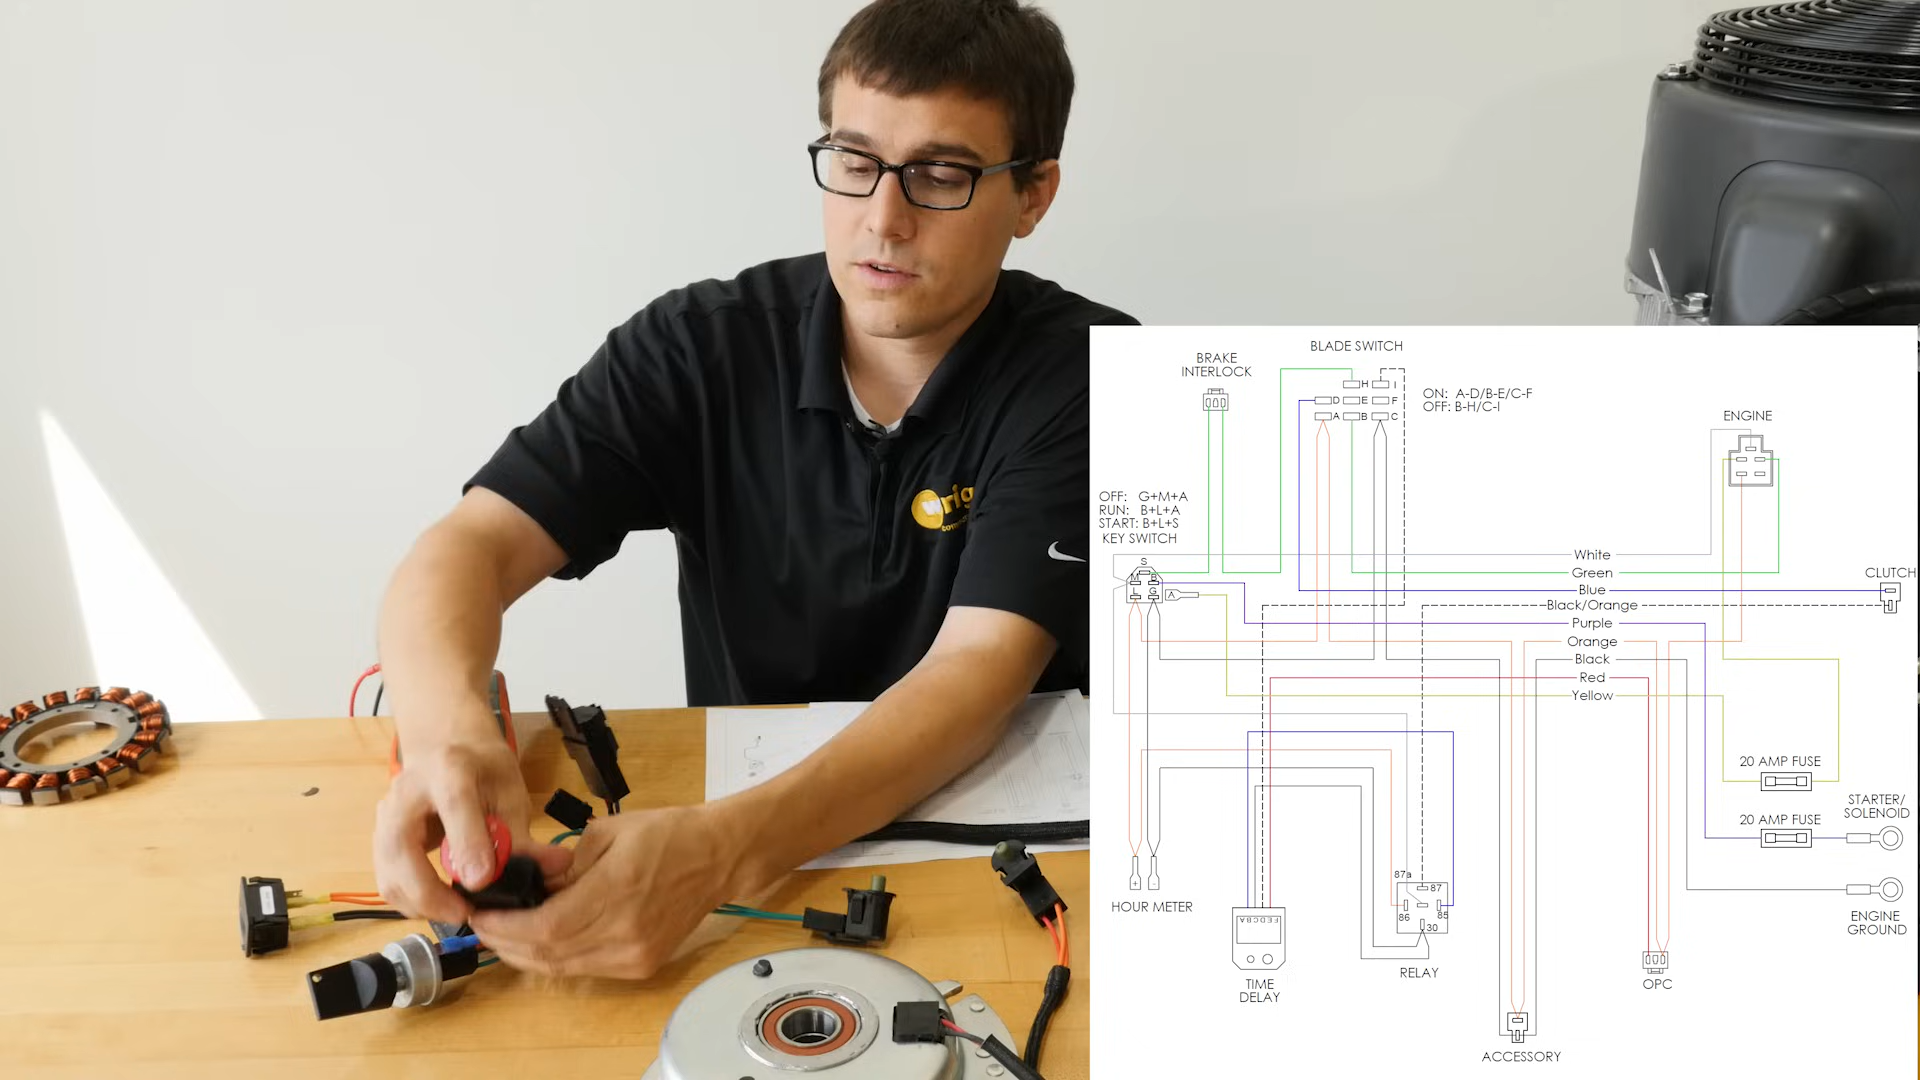 wrig
BLADE SWITCH
BRAKE
INTERLOCK
H I
D E F
A B C
ON: A-D/B-E/C-F
OFF: B-H/C-I
ENGINE
OFF: G+M+A
RUN: B+L+A
START: B+L+S
KEY SWITCH
S
M B
L G
A
White
Green
Blue
Black/Orange
Purple
Orange
Black
Red
Yellow
CLUTCH
20 AMP FUSE
STARTER/
SOLENOID
20 AMP FUSE
ENGINE
GROUND
+ -
HOUR METER
FEDCBA
TIME
DELAY
87a
87
86
85
30
RELAY
OPC
ACCESSORY